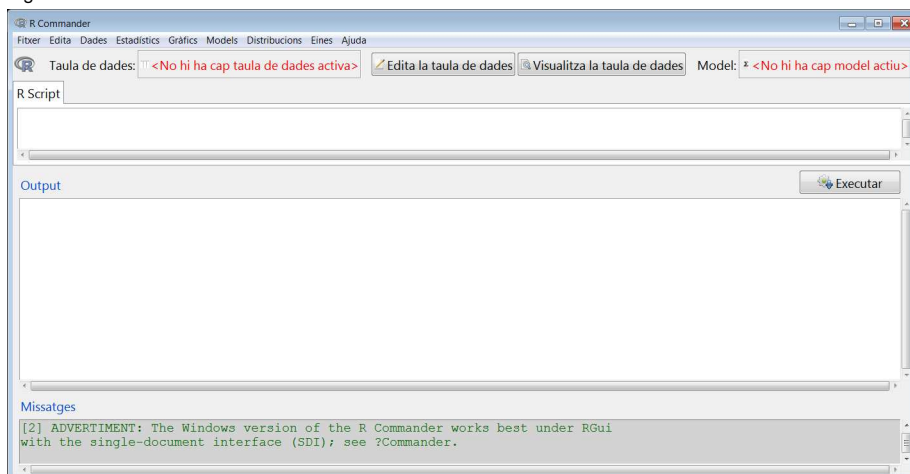 R Commander
Fitxer Edita Dades Estadístics Gràfics Models Distribucions Eines Ajuda
Taula de dades: <No hi ha cap taula de dades activa> Edita la taula de dades Visualitza la taula de dades Model: Σ <No hi ha cap model actiu>
R Script
Output
Executar
Missatges
[2] ADVERTIMENT: The Windows version of the R Commander works best under RGui
with the single-document interface (SDI); see ?Commander.